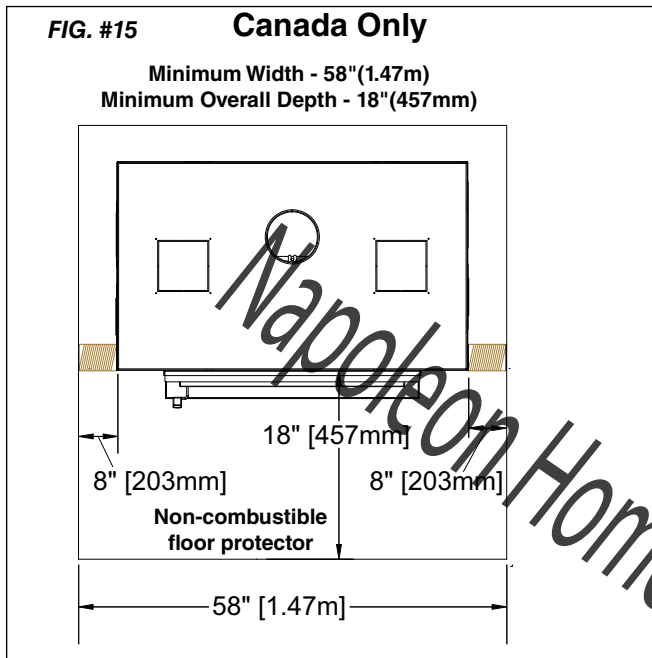 FIG. #15
Canada Only
Minimum Width - 58"(1.47m)
Minimum Overall Depth - 18"(457mm)
18" [457mm]
8" [203mm]
8" [203mm]
Non-combustible
floor protector
58" [1.47m]
Napoleon Home